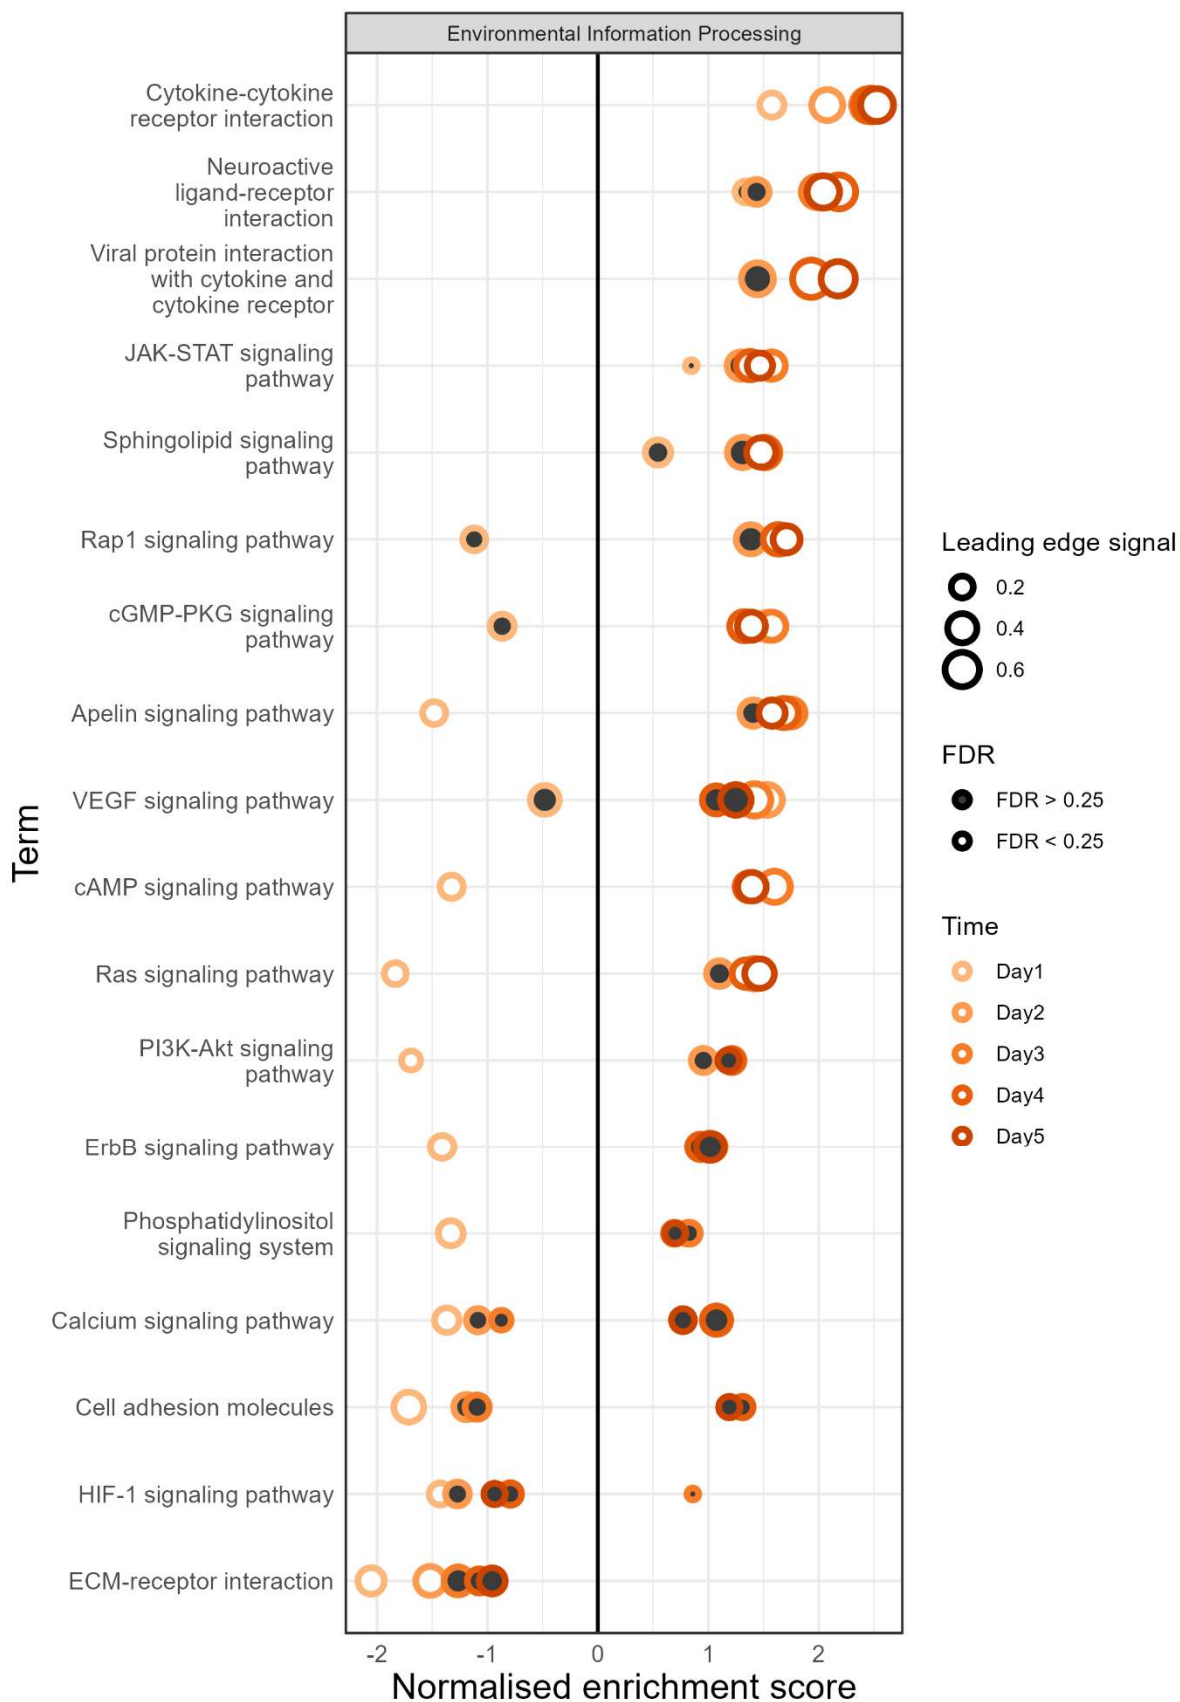 Environmental Information Processing
Cytokine-cytokine
receptor interaction
Neuroactive
ligand-receptor
interaction
Viral protein interaction
with cytokine and
cytokine receptor
JAK-STAT signaling
pathway
Sphingolipid signaling
pathway
Rap1 signaling pathway
cGMP-PKG signaling
pathway
Apelin signaling pathway
VEGF signaling pathway
cAMP signaling pathway
Ras signaling pathway
PI3K-Akt signaling
pathway
ErbB signaling pathway
Phosphatidylinositol
signaling system
Calcium signaling pathway
Cell adhesion molecules
HIF-1 signaling pathway
ECM-receptor interaction
Term
-2 -1 0 1 2
Normalised enrichment score
Leading edge signal
0.2
0.4
0.6
FDR
FDR > 0.25
FDR < 0.25
Time
Day1
Day2
Day3
Day4
Day5